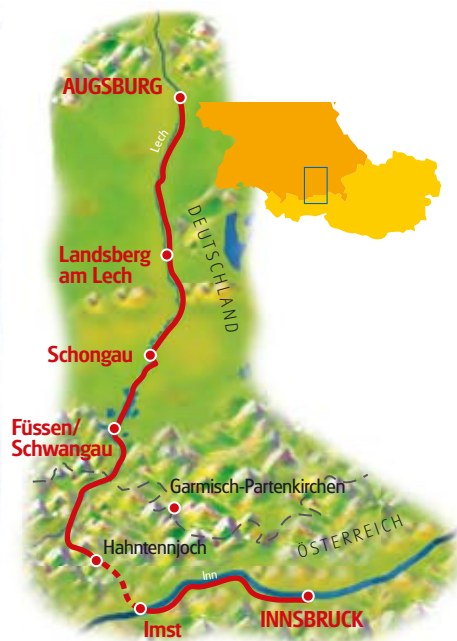 AUGSBURG
Lech
DEUTSCHLAND
Landsberg
am Lech
Schongau
Füssen/
Schwangau
Garmisch-Partenkirchen
ÖSTERREICH
Hahntennjoch
Inn
Imst
INNSBRUCK